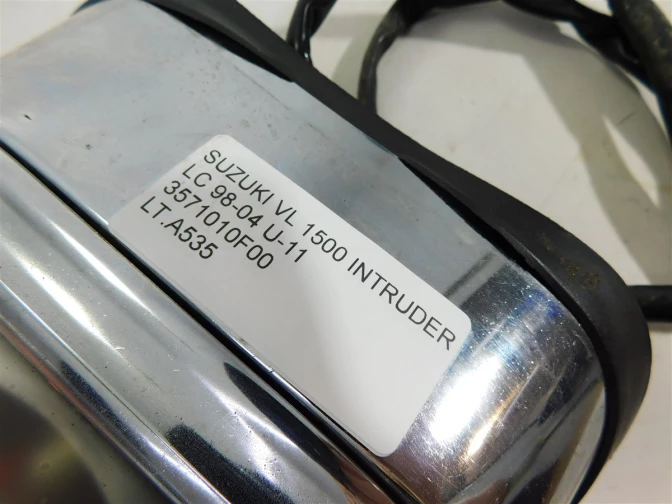 SUZUKI VL 1500 INTRUDER
LC 98-04 U-11
3571010F00
LT.A535